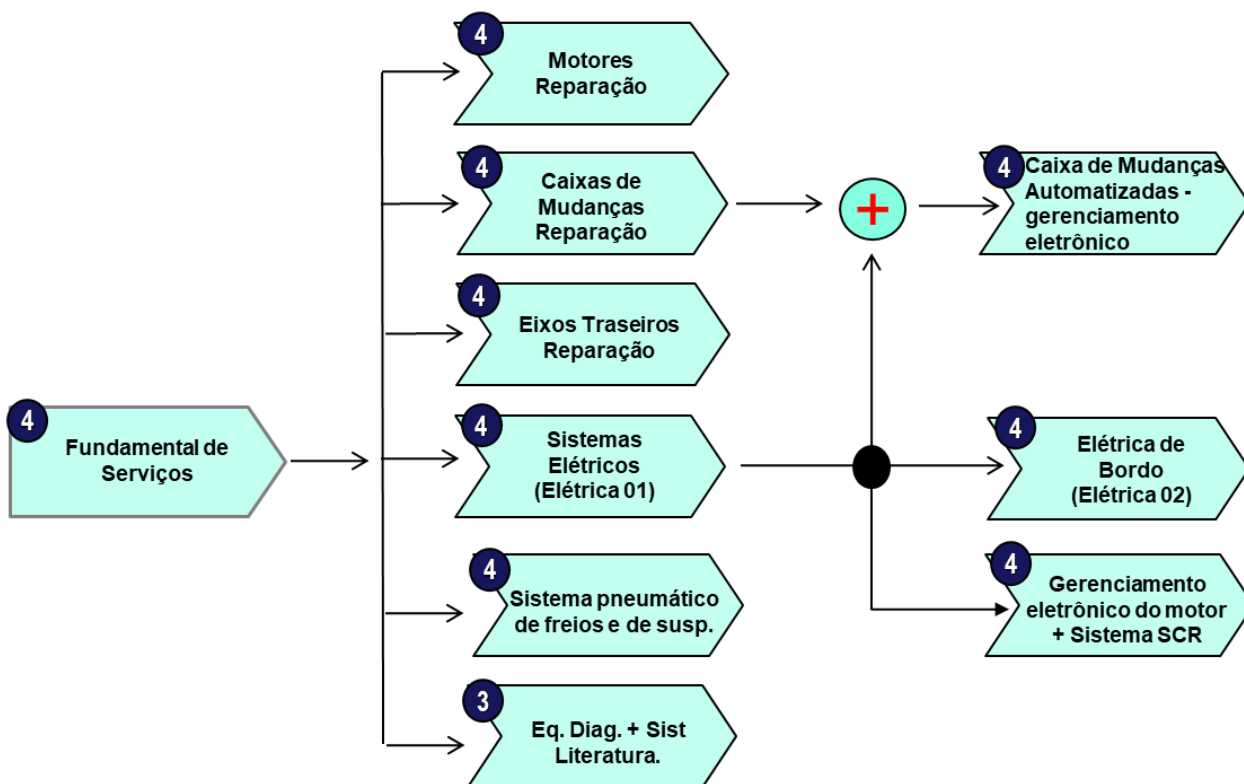 4
Fundamental de
Serviços
4
Motores
Reparação
4
Caixas de
Mudanças
Reparação
4
Eixos Traseiros
Reparação
4
Sistemas
Elétricos
(Elétrica 01)
4
Sistema pneumático
de freios e de susp.
3
Eq. Diag. + Sist
Literatura.
+
4
Caixa de Mudanças
Automatizadas -
gerenciamento
eletrônico
4
Elétrica de
Bordo
(Elétrica 02)
4
Gerenciamento
eletrônico do motor
+ Sistema SCR